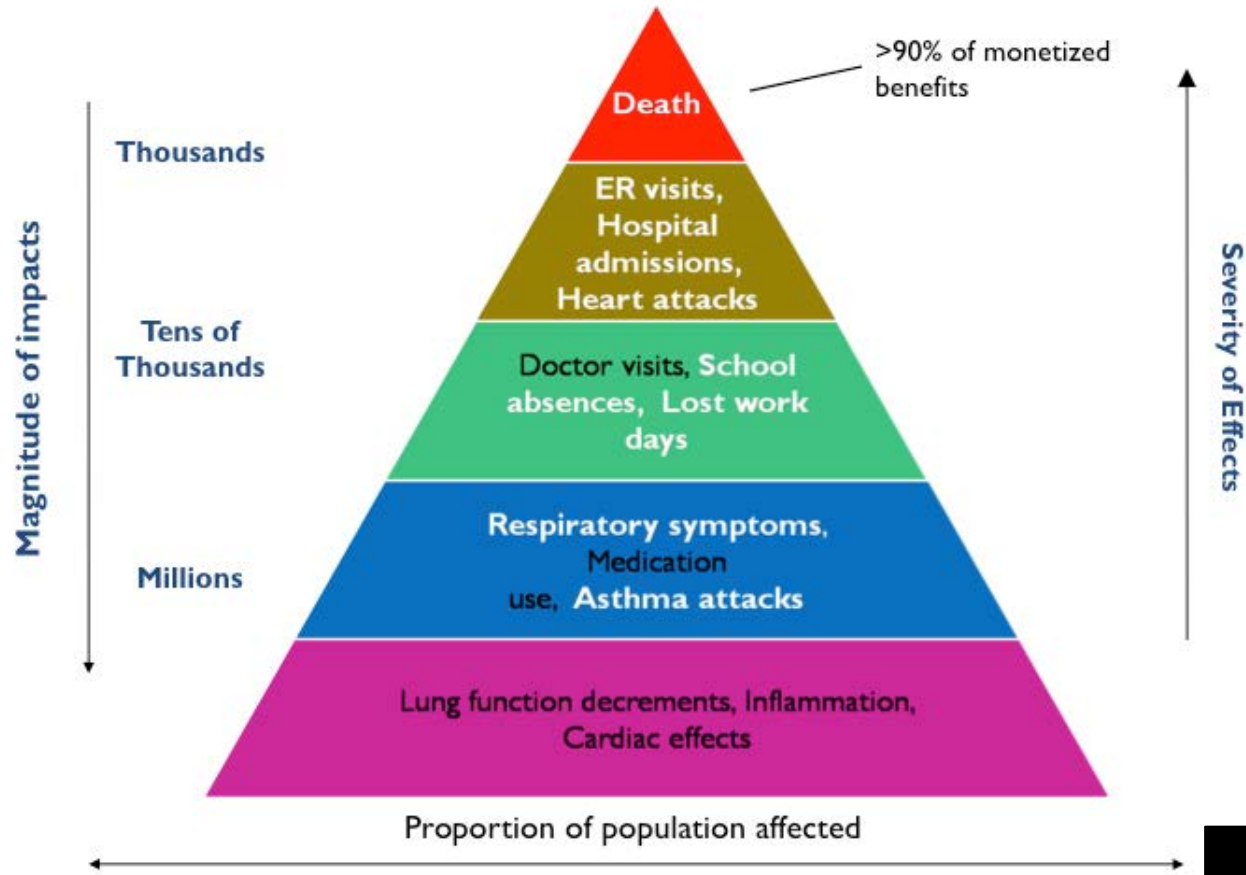 >90% of monetized
benefits
Death
Thousands
ER visits,
Hospital
admissions,
Heart attacks
Magnitude of impacts
Severity of Effects
Tens of
Thousands
Doctor visits, School
absences, Lost work
days
Respiratory symptoms,
Medication
use, Asthma attacks
Millions
Lung function decrements, Inflammation,
Cardiac effects
Proportion of population affected